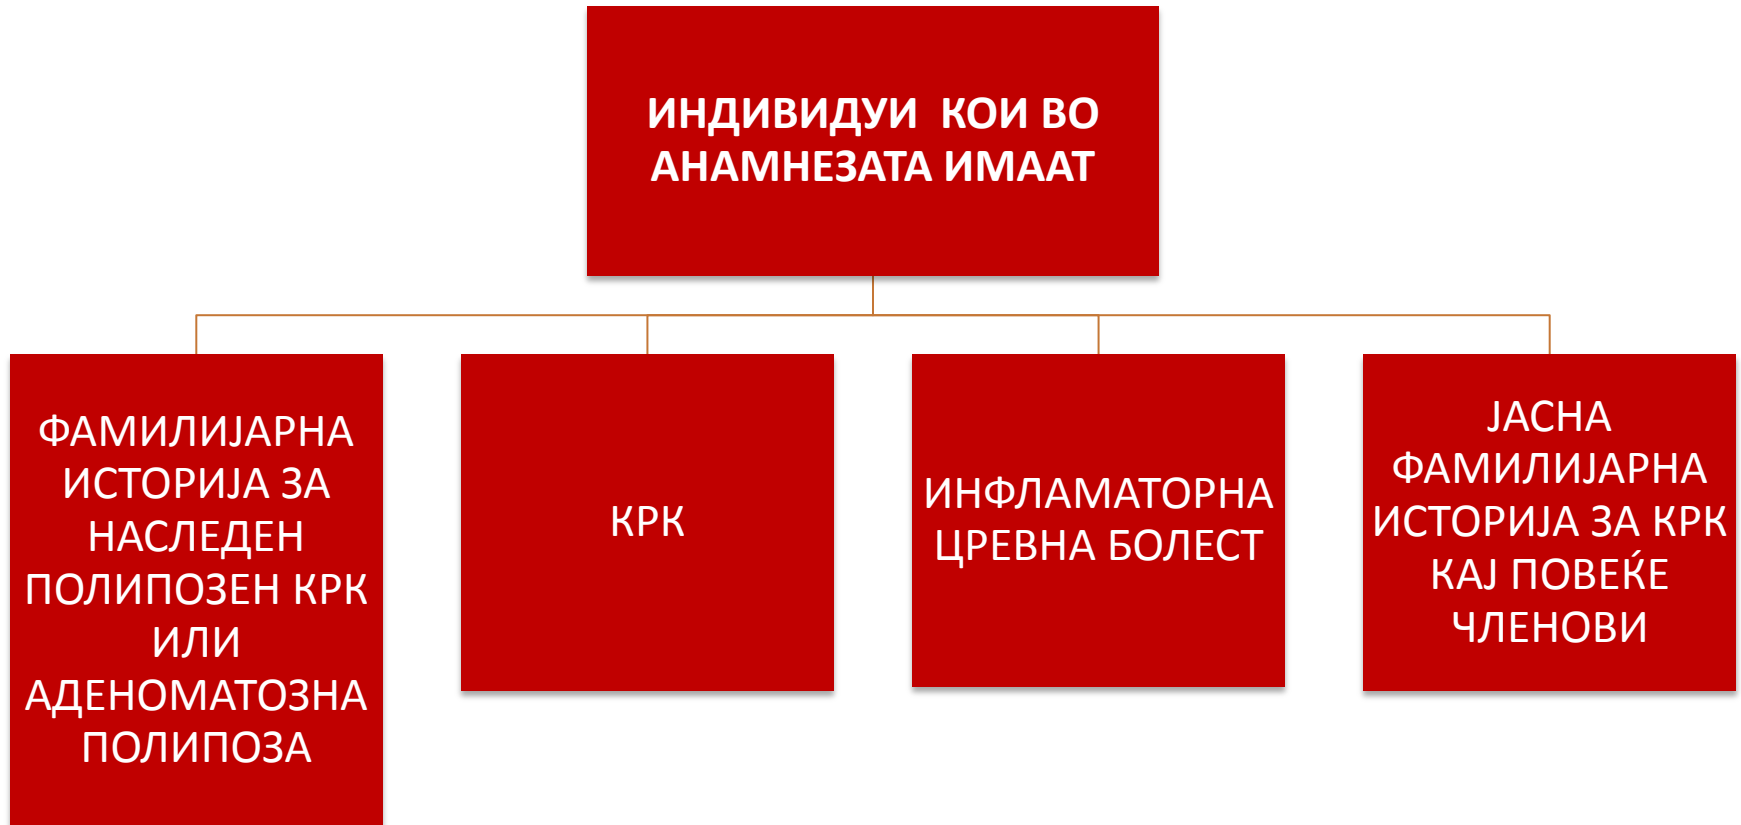 ИНДИВИДУИ  КОИ ВО
АНАМНЕЗАТА ИМААТ
ФАМИЛИЈАРНА
ИСТОРИЈА ЗА
НАСЛЕДЕН
ПОЛИПОЗЕН КРК
ИЛИ
АДЕНОМАТОЗНА
ПОЛИПОЗА
КРК
ИНФЛАМАТОРНА
ЦРЕВНА БОЛЕСТ
ЈАСНА
ФАМИЛИЈАРНА
ИСТОРИЈА ЗА КРК
КАЈ ПОВЕЌЕ
ЧЛЕНОВИ